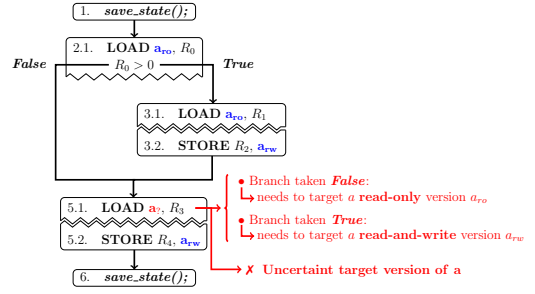 1. save_state();
2.1. LOAD a_ro, R_0
False
R_0 > 0
True
3.1. LOAD a_ro, R_1
3.2. STORE R_2, a_rw
5.1. LOAD a_?, R_3
5.2. STORE R_4, a_rw
6. save_state();
• Branch taken False:
needs to target a read-only version a_ro
• Branch taken True:
needs to target a read-and-write version a_rw
✗ Uncertaint target version of a